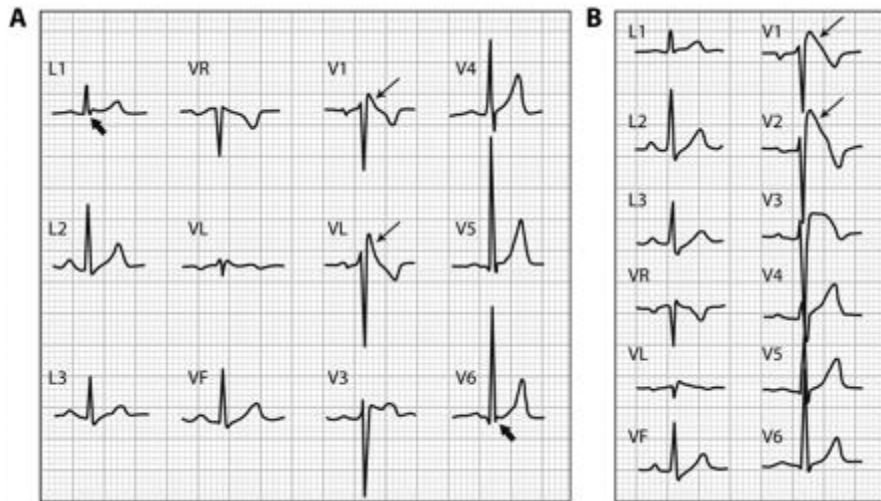 A
L1 VR V1 V4
L2 VL VL V5
L3 VF V3 V6
B
L1 V1
L2 V2
L3 V3
VR V4
VL V5
VF V6